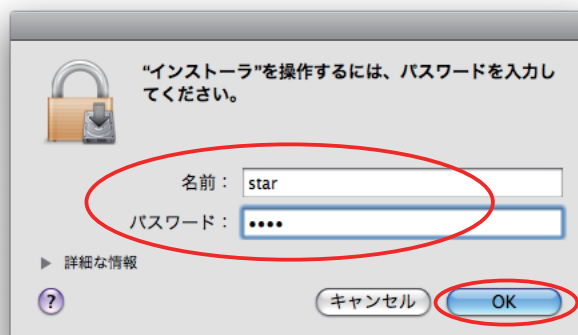 “インストーラ”を操作するには、パスワードを入力し
てください。
名前： star
パスワード： ••••
▶ 詳細な情報
? キャンセル OK